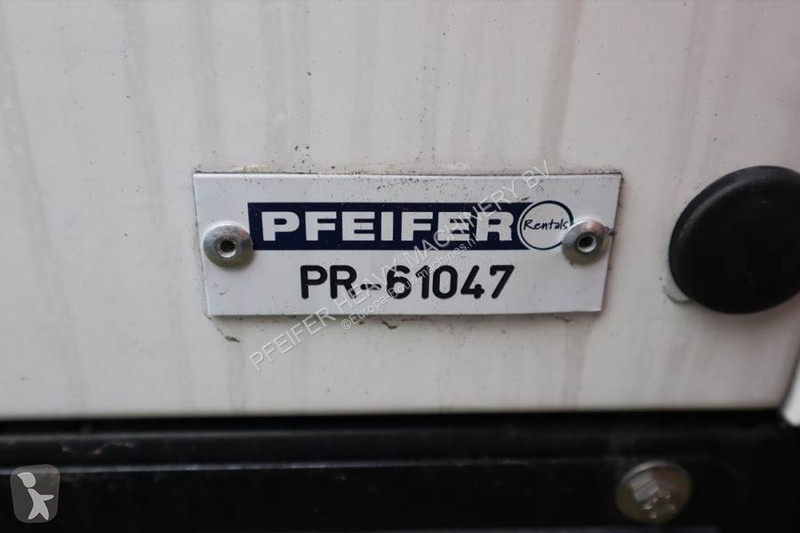 PFEIFER Rentals
PR-61047
PFEIFER HEAVY MACHINERY BV